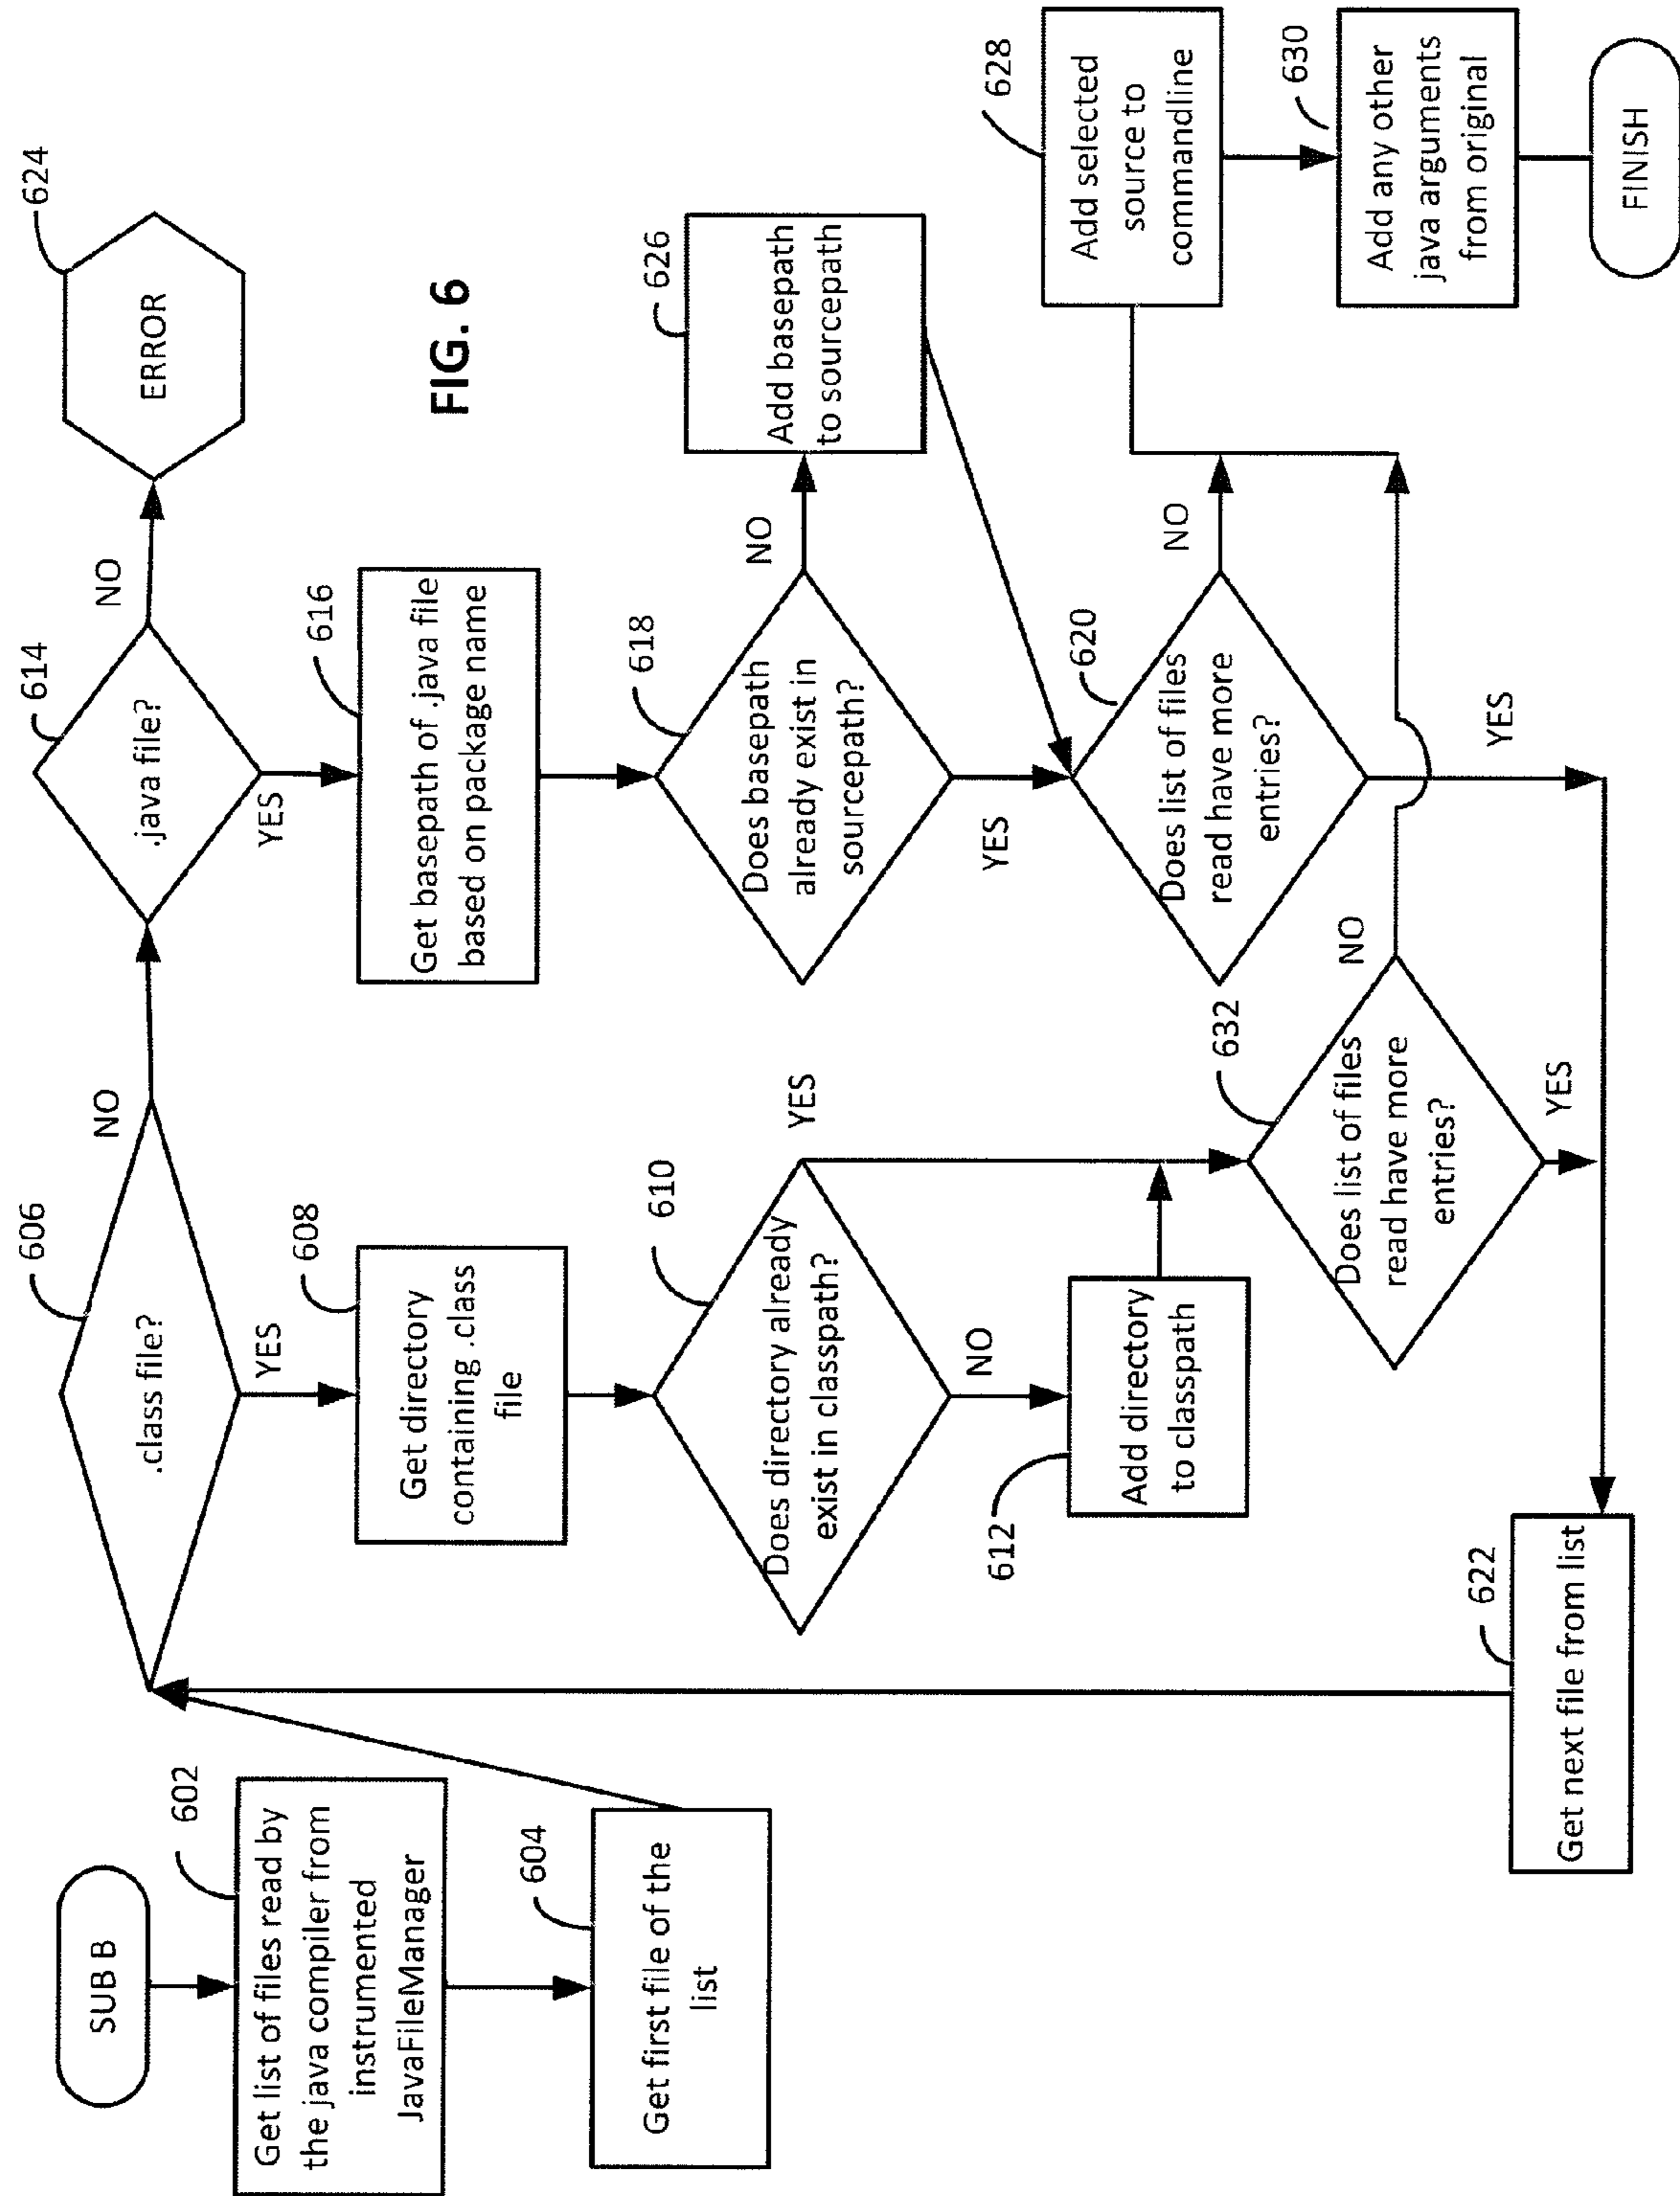 SUB B
602
Get list of files read by
the java compiler from
instrumented
JavaFileManager
604
Get first file of the
list
606
.class file?
NO
YES
608
Get directory
containing .class
file
610
Does directory already
exist in classpath?
YES
NO
612
Add directory
to classpath
632
Does list of files
read have more
entries?
NO
YES
622
Get next file from list
614
.java file?
NO
YES
624
ERROR
616
Get basepath of .java file
based on package name
618
Does basepath
already exist in
sourcepath?
NO
YES
626
Add basepath
to sourcepath
620
Does list of files
read have more
entries?
NO
YES
628
Add selected
source to
commandline
630
Add any other
java arguments
from original
FINISH
FIG. 6